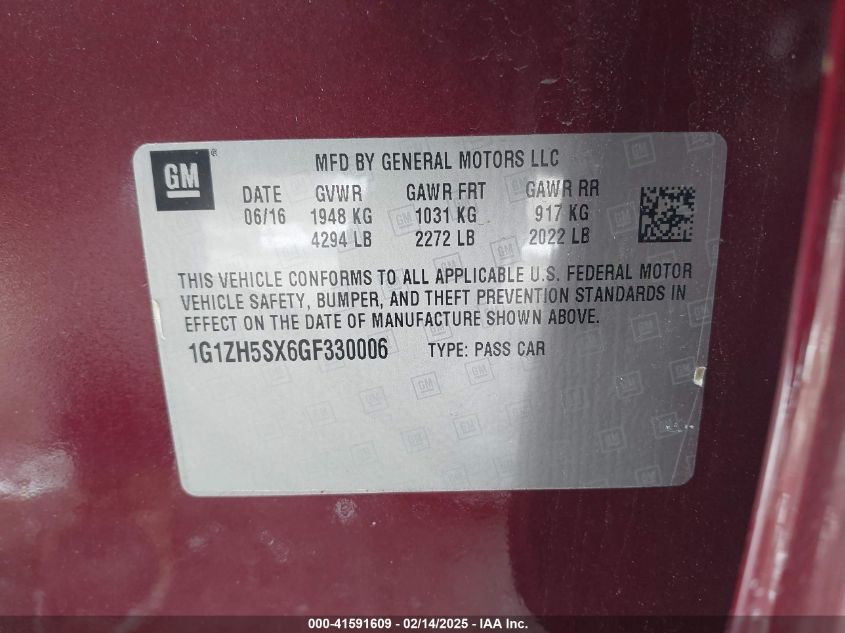 GM®
MFD BY GENERAL MOTORS LLC
DATE GVWR GAWR FRT GAWR RR
06/16 1948 KG 1031 KG 917 KG
4294 LB 2272 LB 2022 LB
THIS VEHICLE CONFORMS TO ALL APPLICABLE U.S. FEDERAL MOTOR
VEHICLE SAFETY, BUMPER, AND THEFT PREVENTION STANDARDS IN
EFFECT ON THE DATE OF MANUFACTURE SHOWN ABOVE.
1G1ZH5SX6GF330006 TYPE: PASS CAR
000-41591609 - 02/14/2025 - IAA Inc.